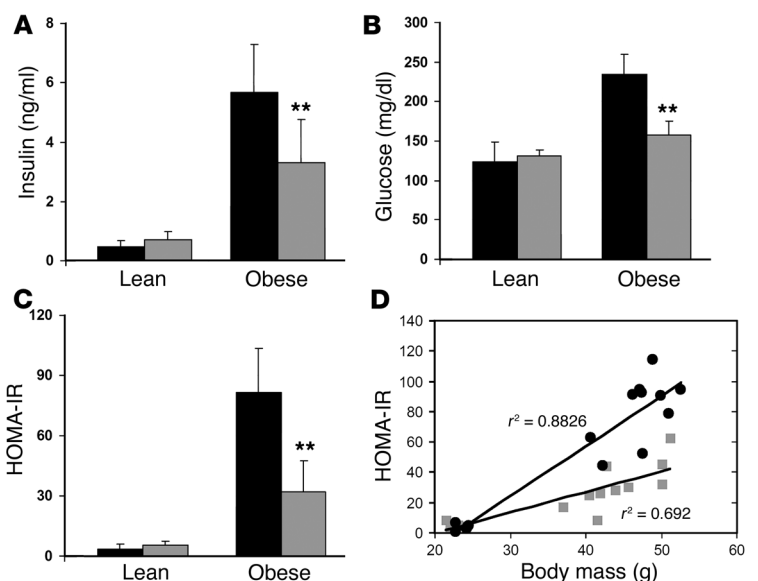 A
8
6
4
2
0
Insulin (ng/ml)
**
Lean
Obese
B
300
250
200
150
100
50
0
Glucose (mg/dl)
**
Lean
Obese
C
120
90
60
30
0
HOMA-IR
**
Lean
Obese
D
140
120
100
80
60
40
20
0
HOMA-IR
r² = 0.8826
r² = 0.692
20 30 40 50 60
Body mass (g)